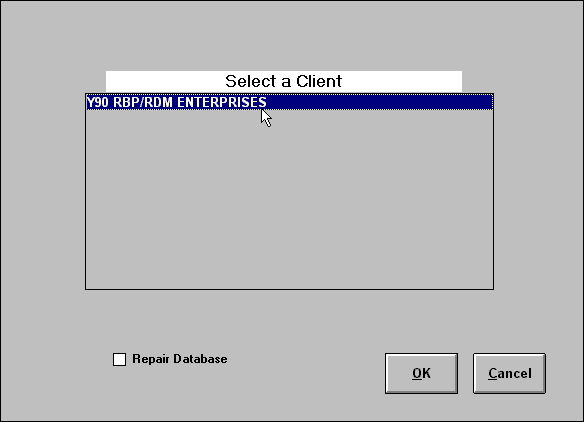 Select a Client
Y90 RBP/RDM ENTERPRISES
Repair Database
OK
Cancel